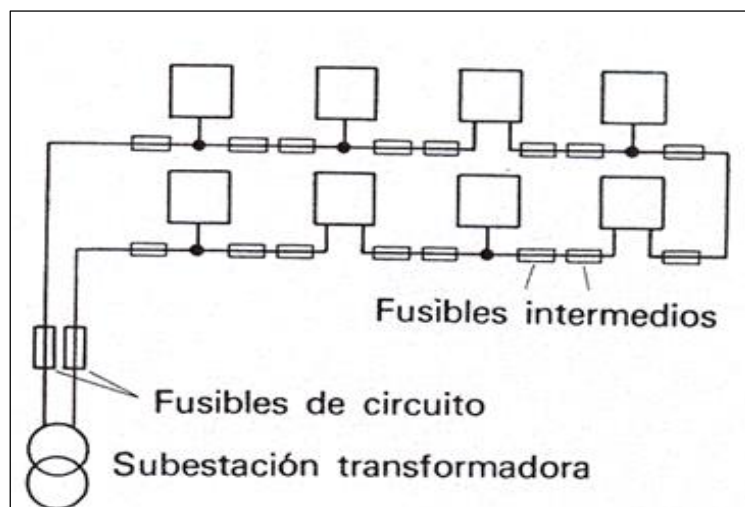 Fusibles intermedios
Fusibles de circuito
Subestación transformadora